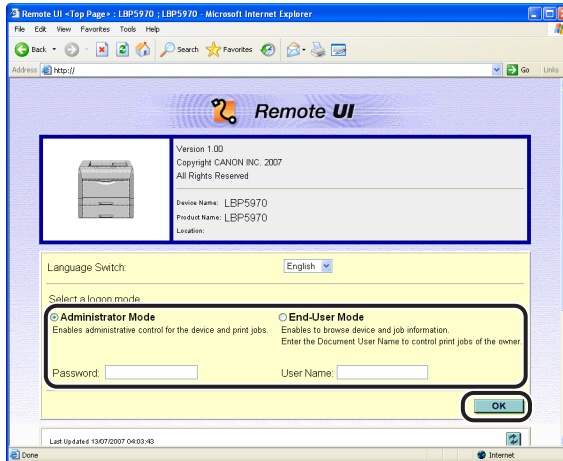 Remote UI <Top Page> : LBP5970 ; LBP5970 - Microsoft Internet Explorer
File Edit View Favorites Tools Help
Back Search Favorites
Address http:// Go Links
Remote UI
Version 1.00
Copyright CANON INC. 2007
All Rights Reserved
Device Name: LBP5970
Product Name: LBP5970
Location:
Language Switch: English
Select a logon mode
Administrator Mode End-User Mode
Enables administrative control for the device and print jobs. Enables to browse device and job information.
Enter the Document User Name to control print jobs of the owner.
Password: User Name:
OK
Last Updated 13/07/2007 04:03:43
Done Internet